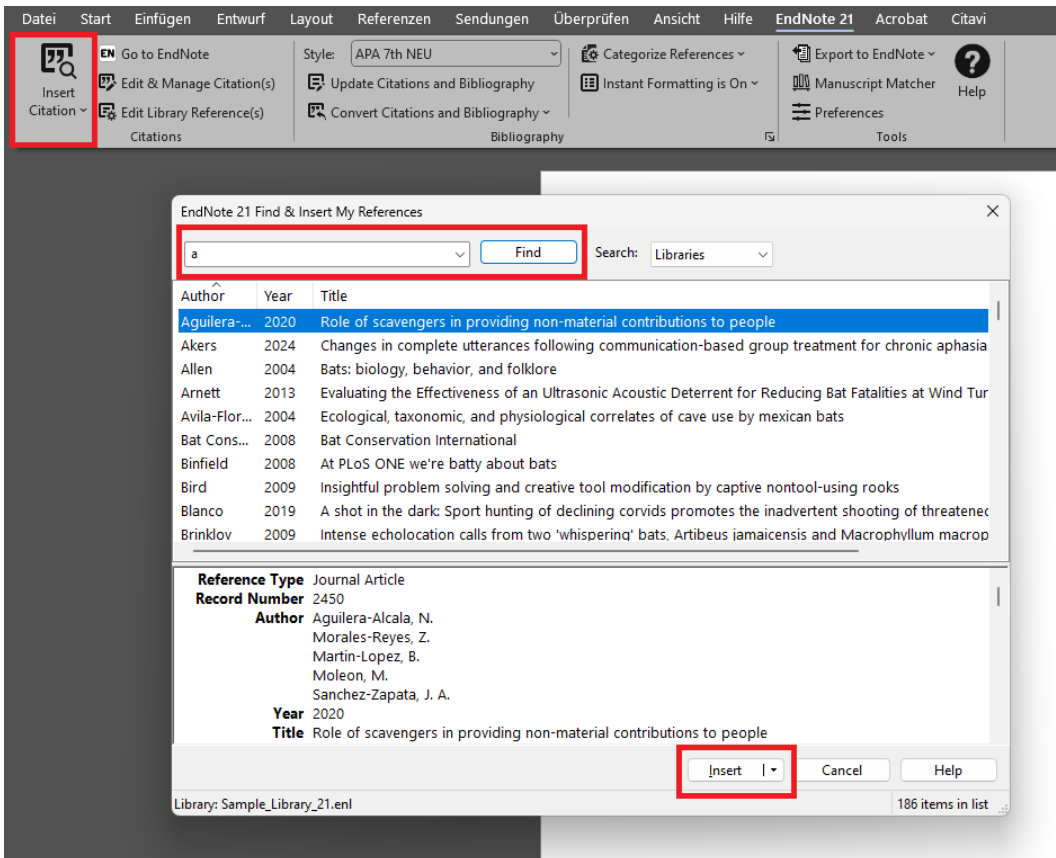 Datei Start Einfügen Entwurf Layout Referenzen Sendungen Überprüfen Ansicht Hilfe EndNote 21 Acrobat Citavi
Insert
Citation
EN Go to EndNote
Edit & Manage Citation(s)
Edit Library Reference(s)
Citations
Style: APA 7th NEU
Update Citations and Bibliography
Convert Citations and Bibliography
Categorize References
Instant Formatting is On
Bibliography
Export to EndNote
Manuscript Matcher
Preferences
Help
Tools
EndNote 21 Find & Insert My References
a Find Search: Libraries
Author Year Title
Aguilera-... 2020 Role of scavengers in providing non-material contributions to people
Akers 2024 Changes in complete utterances following communication-based group treatment for chronic aphasia
Allen 2004 Bats: biology, behavior, and folklore
Arnett 2013 Evaluating the Effectiveness of an Ultrasonic Acoustic Deterrent for Reducing Bat Fatalities at Wind Tur
Avila-Flor... 2004 Ecological, taxonomic, and physiological correlates of cave use by mexican bats
Bat Cons... 2008 Bat Conservation International
Binfield 2008 At PLoS ONE we're batty about bats
Bird 2009 Insightful problem solving and creative tool modification by captive nontool-using rooks
Blanco 2019 A shot in the dark: Sport hunting of declining corvids promotes the inadvertent shooting of threatened
Brinklov 2009 Intense echolocation calls from two 'whispering' bats, Artibeus jamaicensis and Macrophyllum macrop
Reference Type Journal Article
Record Number 2450
Author Aguilera-Alcala, N.
Morales-Reyes, Z.
Martin-Lopez, B.
Moleon, M.
Sanchez-Zapata, J. A.
Year 2020
Title Role of scavengers in providing non-material contributions to people
Insert Cancel Help
Library: Sample_Library_21.enl 186 items in list